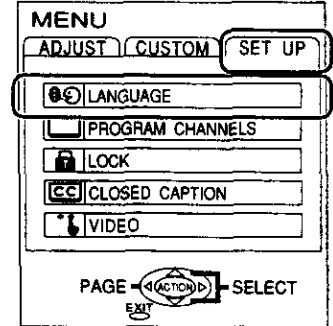 MENU
ADJUST CUSTOM SET UP
LANGUAGE
PROGRAM CHANNELS
LOCK
CC CLOSED CAPTION
VIDEO
PAGE ACTION SELECT
EXIT